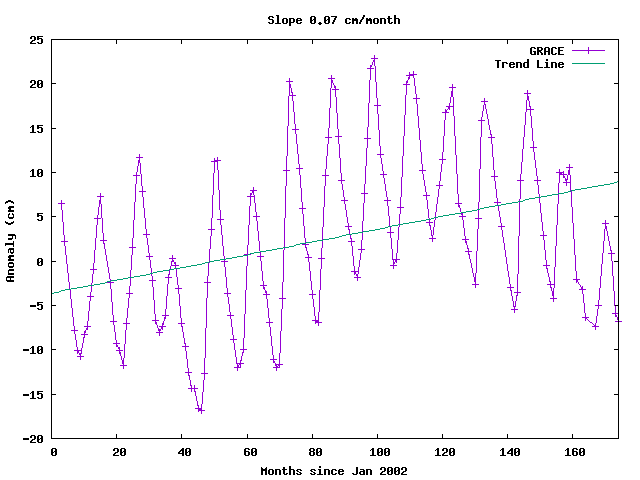 Slope 0.07 cm/month
GRACE
Trend Line
25
20
15
10
5
0
-5
-10
-15
-20
Anomaly (cm)
0 20 40 60 80 100 120 140 160
Months since Jan 2002